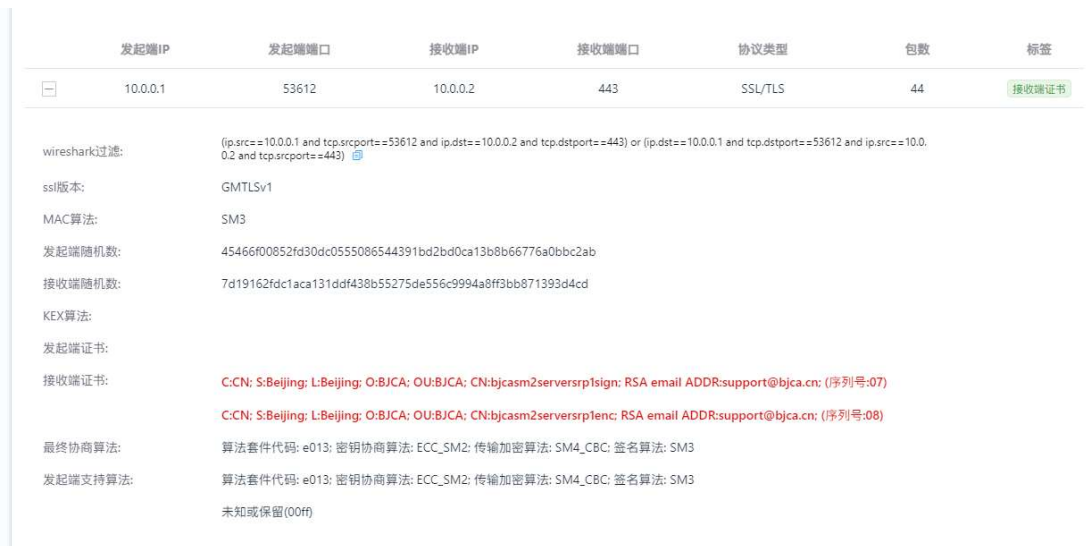 发起端IP 发起端端口 接收端IP 接收端端口 协议类型 包数 标签
10.0.0.1 53612 10.0.0.2 443 SSL/TLS 44 接收端证书
wireshark过滤: (ip.src==10.0.0.1 and tcp.srcport==53612 and ip.dst==10.0.0.2 and tcp.dstport==443) or (ip.dst==10.0.0.1 and tcp.dstport==53612 and ip.src==10.0.
0.2 and tcp.srcport==443)
ssl版本: GMTLSv1
MAC算法: SM3
发起端随机数: 45466f00852fd30dc0555086544391bd2bd0ca13b8b66776a0bbc2ab
接收端随机数: 7d19162fdc1aca131ddf438b55275de556c9994a8ff3bb871393d4cd
KEX算法:
发起端证书:
接收端证书: C:CN; S:Beijing; L:Beijing; O:BJCA; OU:BJCA; CN:bjcasm2serversrp1sign; RSA email ADDR:support@bjca.cn; (序列号:07)
C:CN; S:Beijing; L:Beijing; O:BJCA; OU:BJCA; CN:bjcasm2serversrp1enc; RSA email ADDR:support@bjca.cn; (序列号:08)
最终协商算法: 算法套件代码: e013; 密钥协商算法: ECC_SM2; 传输加密算法: SM4_CBC; 签名算法: SM3
发起端支持算法: 算法套件代码: e013; 密钥协商算法: ECC_SM2; 传输加密算法: SM4_CBC; 签名算法: SM3
未知或保留(00ff)